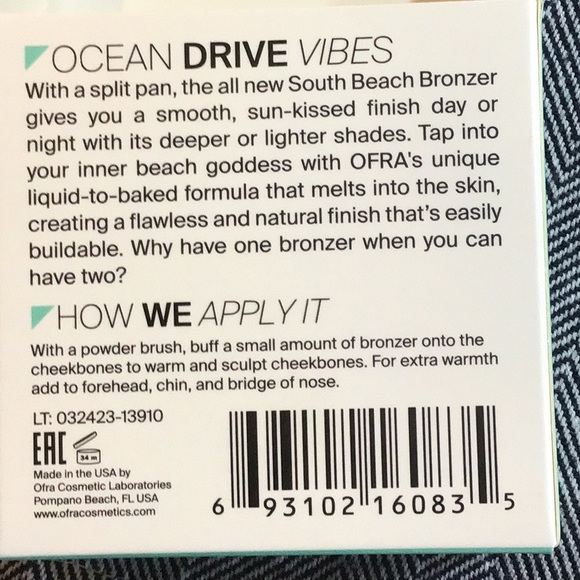 OCEAN DRIVE VIBES
With a split pan, the all new South Beach Bronzer
gives you a smooth, sun-kissed finish day or
night with its deeper or lighter shades. Tap into
your inner beach goddess with OFRA's unique
liquid-to-baked formula that melts into the skin,
creating a flawless and natural finish that's easily
buildable. Why have one bronzer when you can
have two?
HOW WE APPLY IT
With a powder brush, buff a small amount of bronzer onto the
cheekbones to warm and sculpt cheekbones. For extra warmth
add to forehead, chin, and bridge of nose.
LT: 032423-13910
EAC 24 m
Made in the USA by
Ofra Cosmetic Laboratories
Pompano Beach, FL USA
www.ofracosmetics.com
6 93102 16083 5